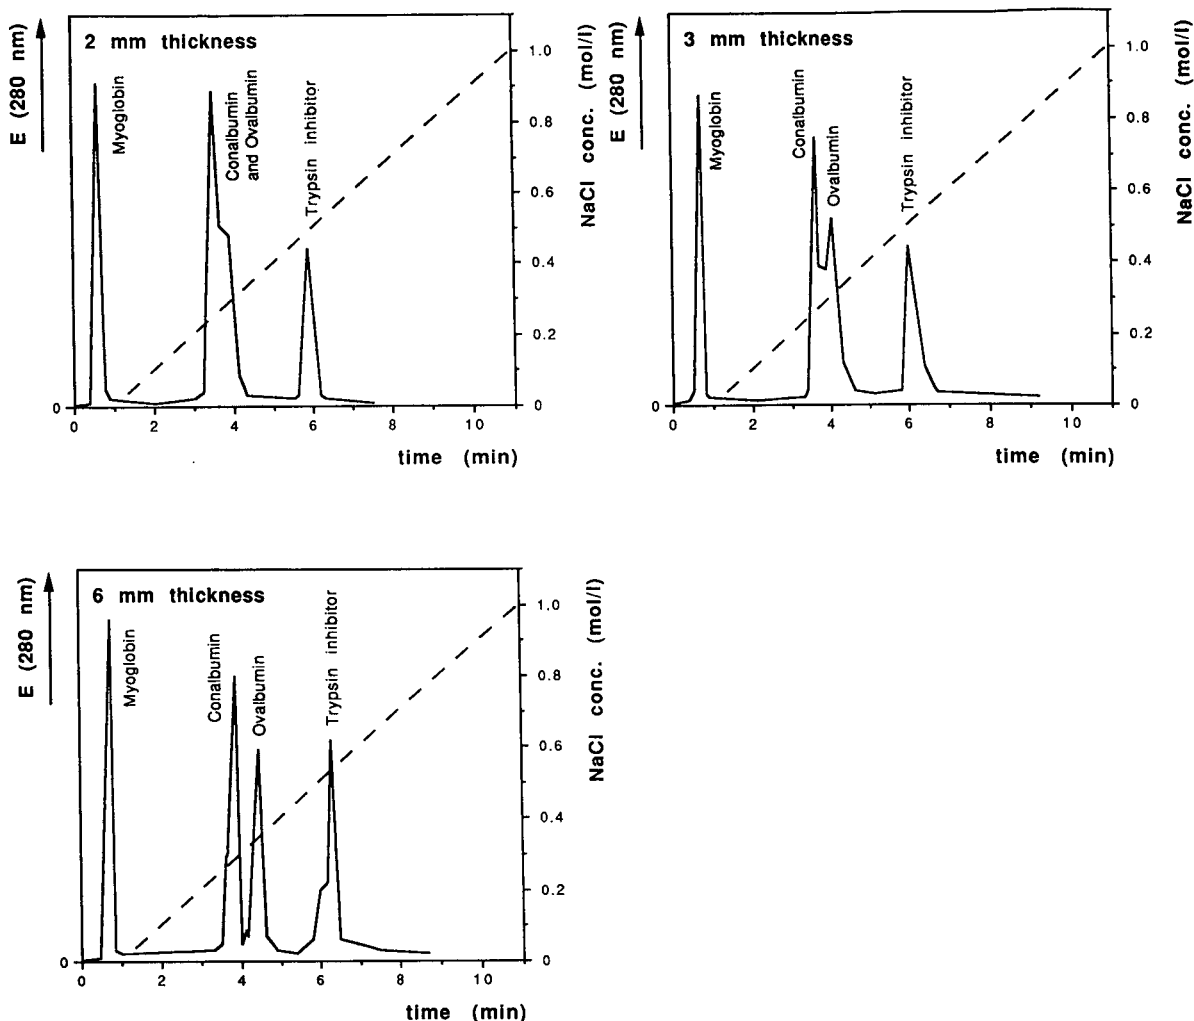 2 mm thickness
E (280 nm)
Myoglobin
Conalbumin
and Ovalbumin
Trypsin inhibitor
NaCl conc. (mol/l)
1.0
0.8
0.6
0.4
0.2
0
0
0 2 4 6 8 10
time (min)
3 mm thickness
E (280 nm)
Myoglobin
Conalbumin
Ovalbumin
Trypsin inhibitor
NaCl conc. (mol/l)
1.0
0.8
0.6
0.4
0.2
0
0
0 2 4 6 8 10
time (min)
6 mm thickness
E (280 nm)
Myoglobin
Conalbumin
Ovalbumin
Trypsin inhibitor
NaCl conc. (mol/l)
1.0
0.8
0.6
0.4
0.2
0
0
0 2 4 6 8 10
time (min)